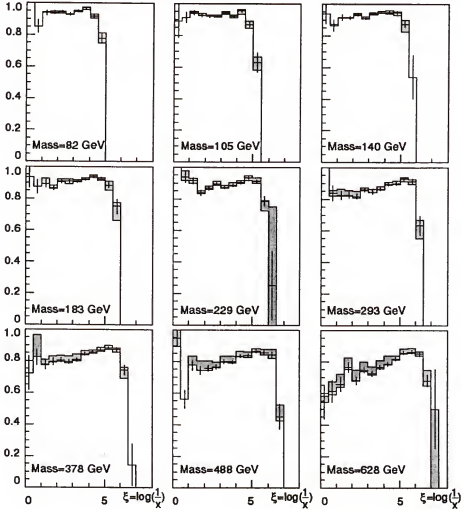 1.0
0.8
0.6
0.4
0.2
0
Mass=82 GeV
Mass=105 GeV
Mass=140 GeV
1.0
0.8
0.6
0.4
0.2
0
Mass=183 GeV
Mass=229 GeV
Mass=293 GeV
1.0
0.8
0.6
0.4
0.2
0
Mass=378 GeV
Mass=488 GeV
Mass=628 GeV
0 5 ξ=log(1/x) 0 5 ξ=log(1/x) 0 5 ξ=log(1/x)